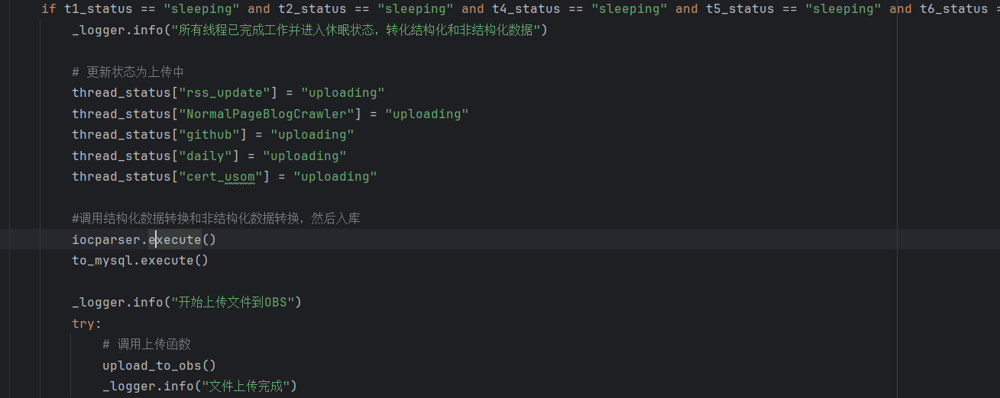 if t1_status == "sleeping" and t2_status == "sleeping" and t4_status == "sleeping" and t5_status == "sleeping" and t6_status =
_logger.info("所有线程已完成工作并进入休眠状态，转化结构化和非结构化数据")
# 更新状态为上传中
thread_status["rss_update"] = "uploading"
thread_status["NormalPageBlogCrawler"] = "uploading"
thread_status["github"] = "uploading"
thread_status["daily"] = "uploading"
thread_status["cert_usom"] = "uploading"
#调用结构化数据转换和非结构化数据转换，然后入库
iocparser.execute()
to_mysql.execute()
_logger.info("开始上传文件到OBS")
try:
# 调用上传函数
upload_to_obs()
_logger.info("文件上传完成")